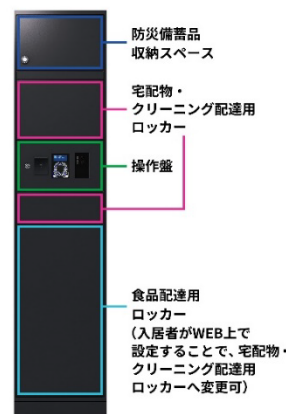 防災備蓄品
収納スペース
宅配物・
クリーニング配達用
ロッカー
操作盤
食品配達用
ロッカー
(入居者がWEB上で
設定することで、宅配物・
クリーニング配達用
ロッカーへ変更可)